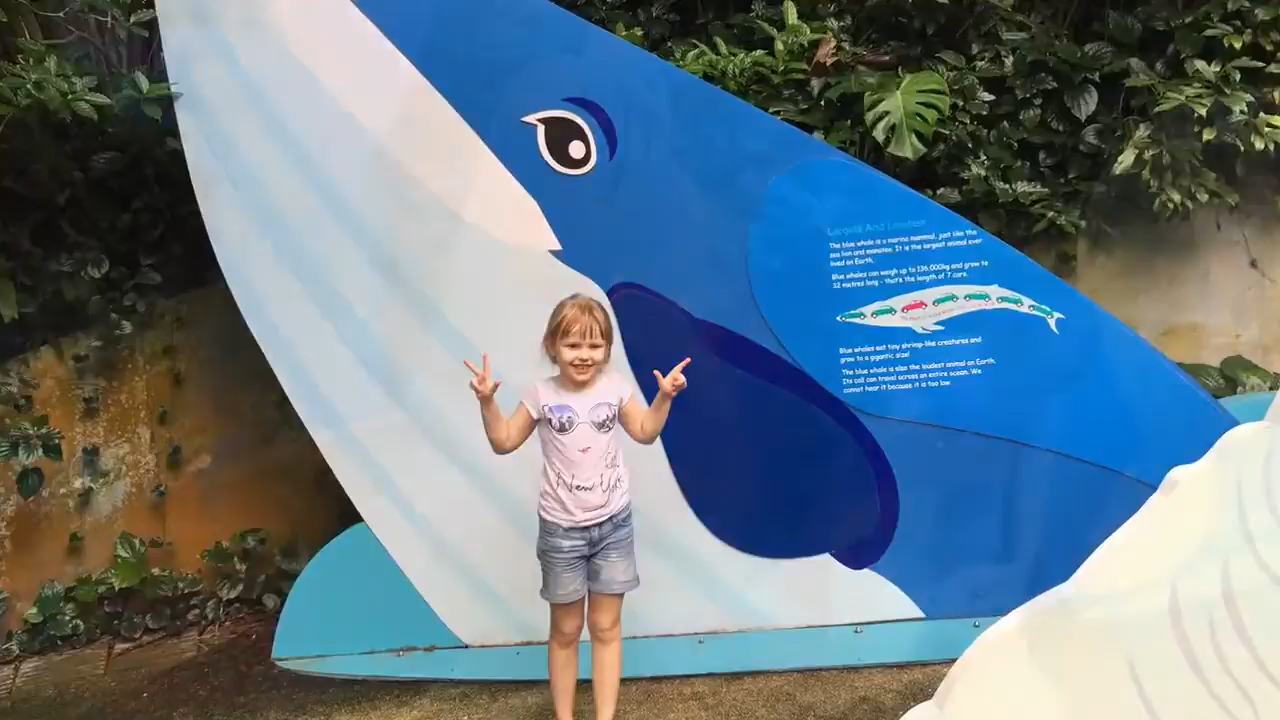 Largest And Loudest
The blue whale is a marine mammal, just like the
sea lion and manatee. It is the largest animal ever
lived on Earth.
Blue whales can weigh up to 136,000kg and grow to
32 metres long - that's the length of 7 cars.
Blue whales eat tiny shrimp-like creatures and
grow to a gigantic size!
The blue whale is also the loudest animal on Earth.
Its call can travel across an entire ocean. We
cannot hear it because it is too low.
New York